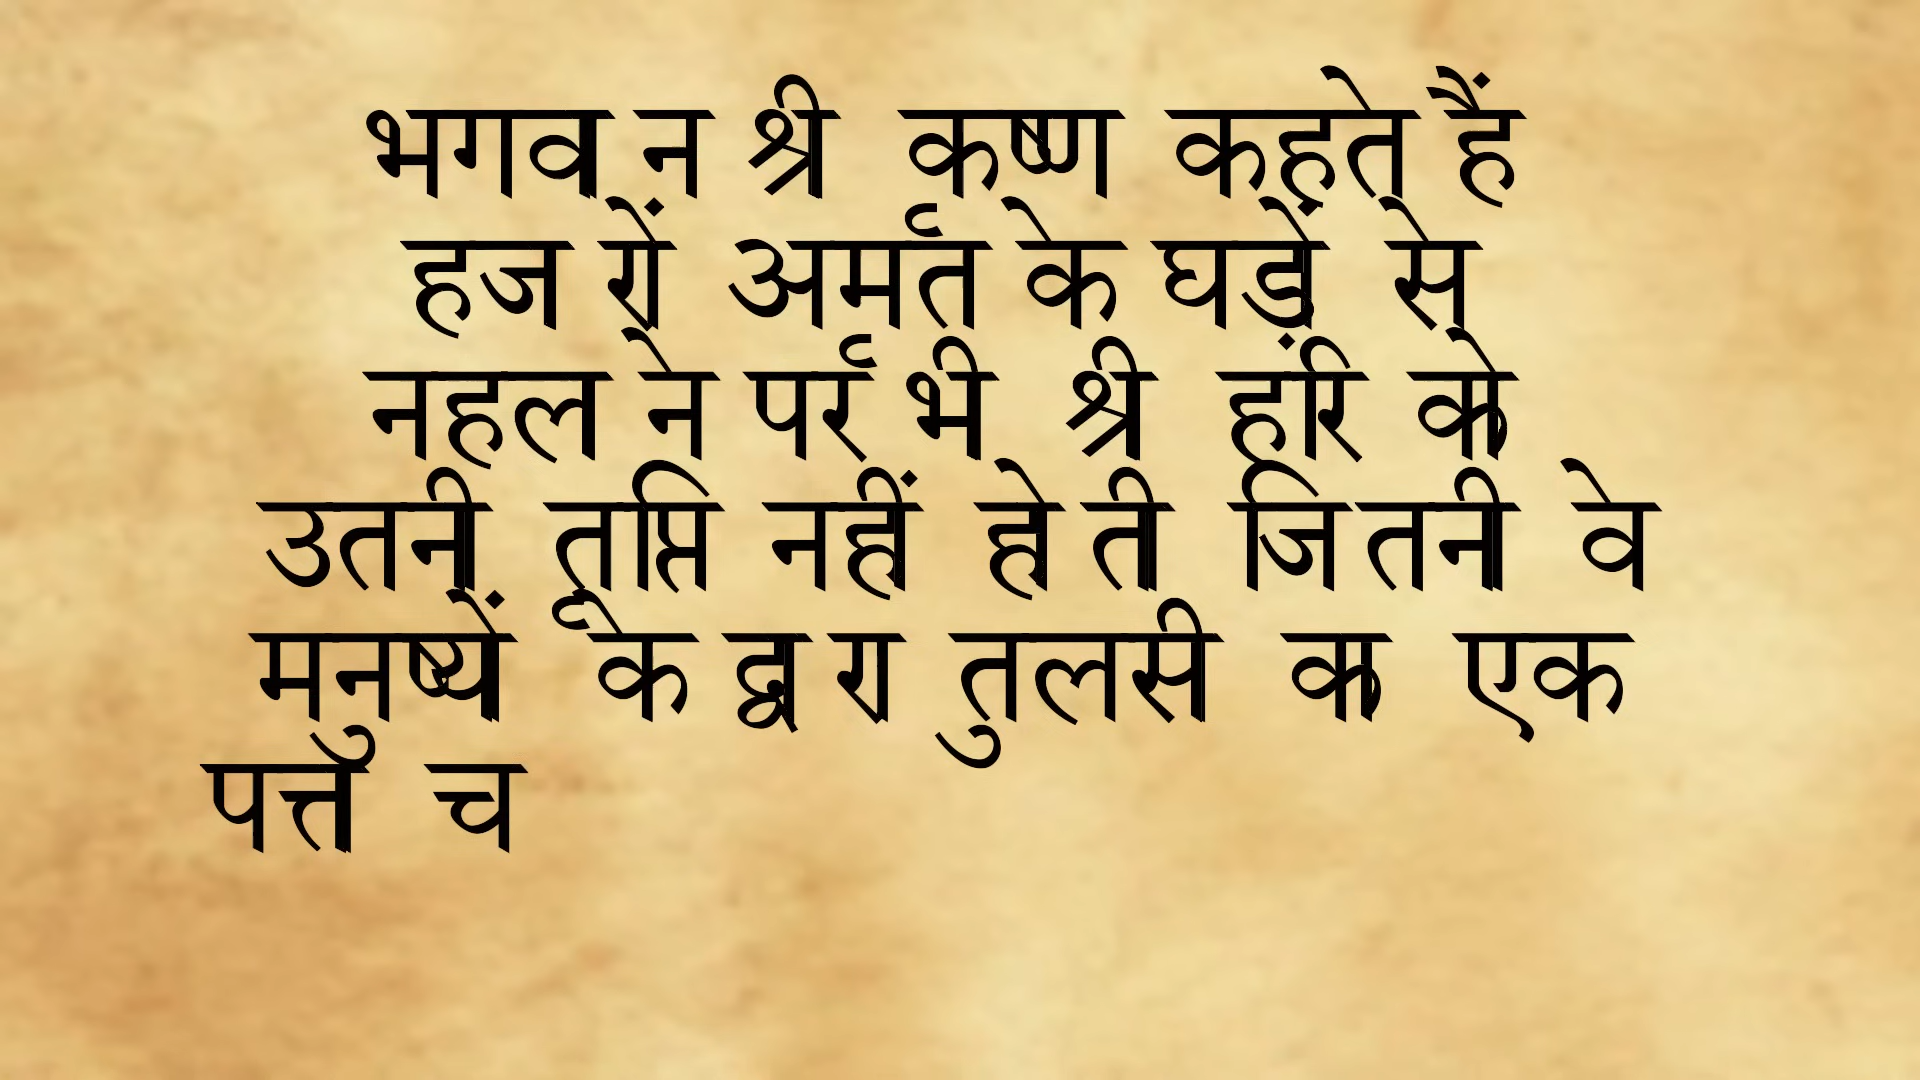 भगवान श्री कृष्ण कहते हैं
हजारों अमृत के घड़ों से
नहलाने पर भी श्री हरि को
उतनी तृप्ति नहीं होती जितनी वे
मनुष्यों के द्वारा तुलसी का एक
पत्ता च